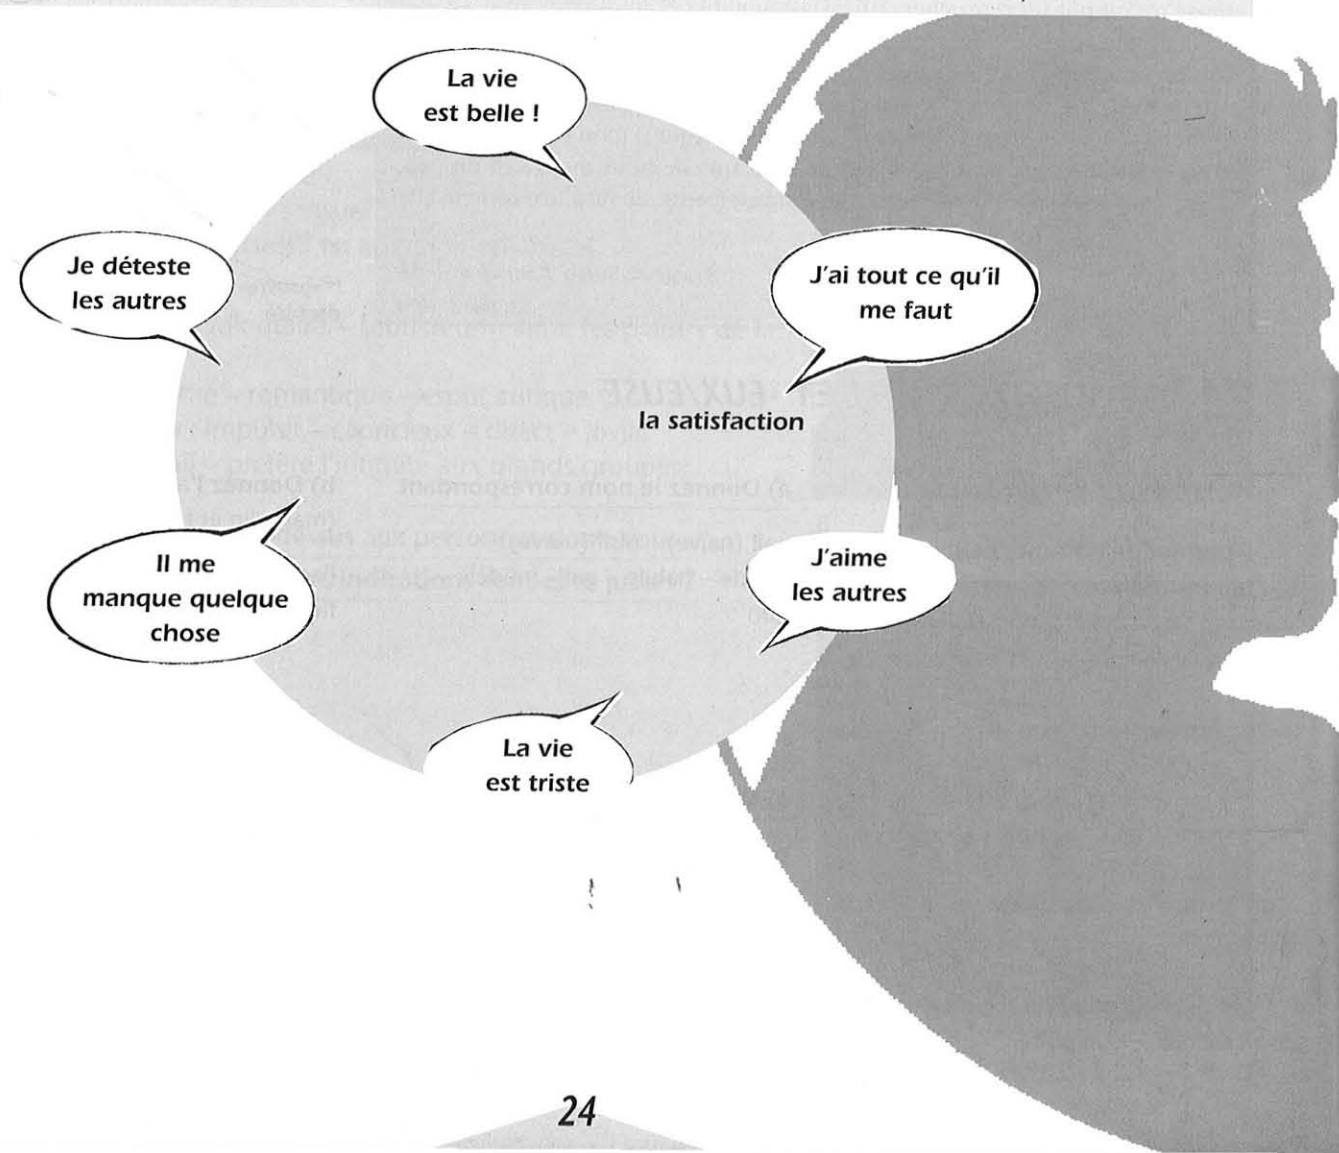 La vie
est belle !
Je déteste
les autres
J'ai tout ce qu'il
me faut
la satisfaction
Il me
manque quelque
chose
J'aime
les autres
La vie
est triste
24